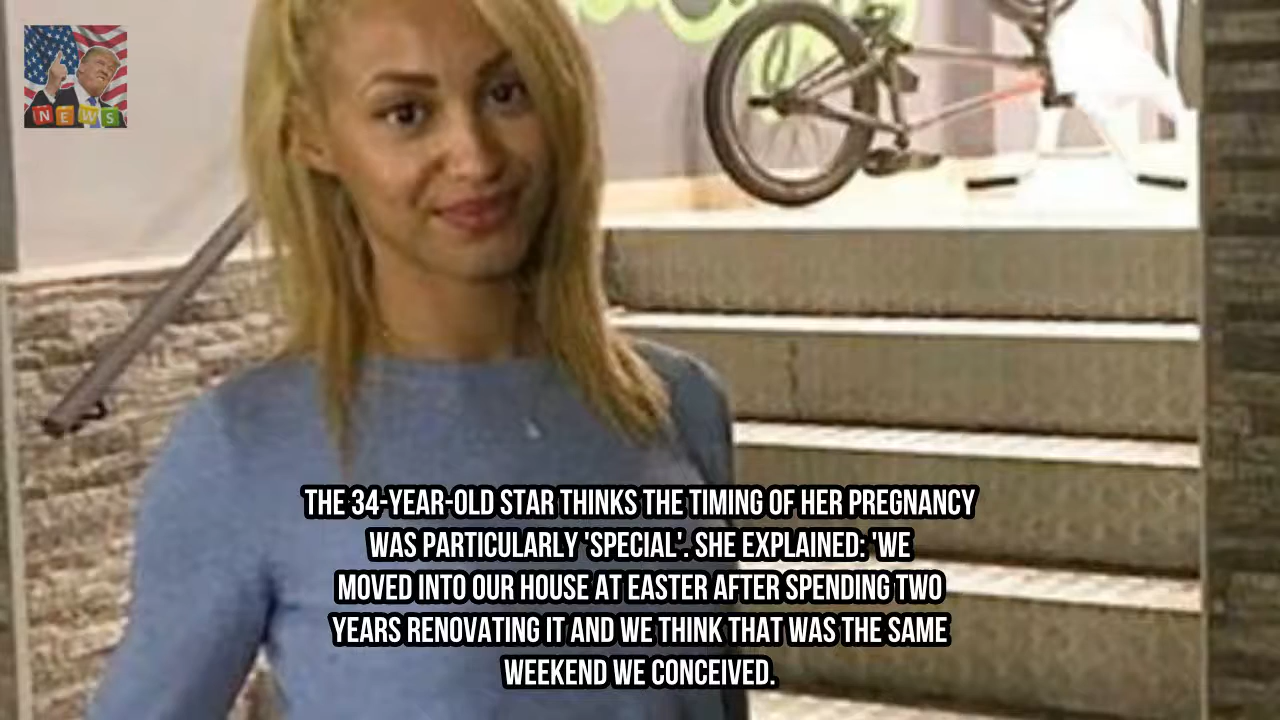 NEWS
THE 34-YEAR-OLD STAR THINKS THE TIMING OF HER PREGNANCY
WAS PARTICULARLY 'SPECIAL'. SHE EXPLAINED: 'WE
MOVED INTO OUR HOUSE AT EASTER AFTER SPENDING TWO
YEARS RENOVATING IT AND WE THINK THAT WAS THE SAME
WEEKEND WE CONCEIVED.